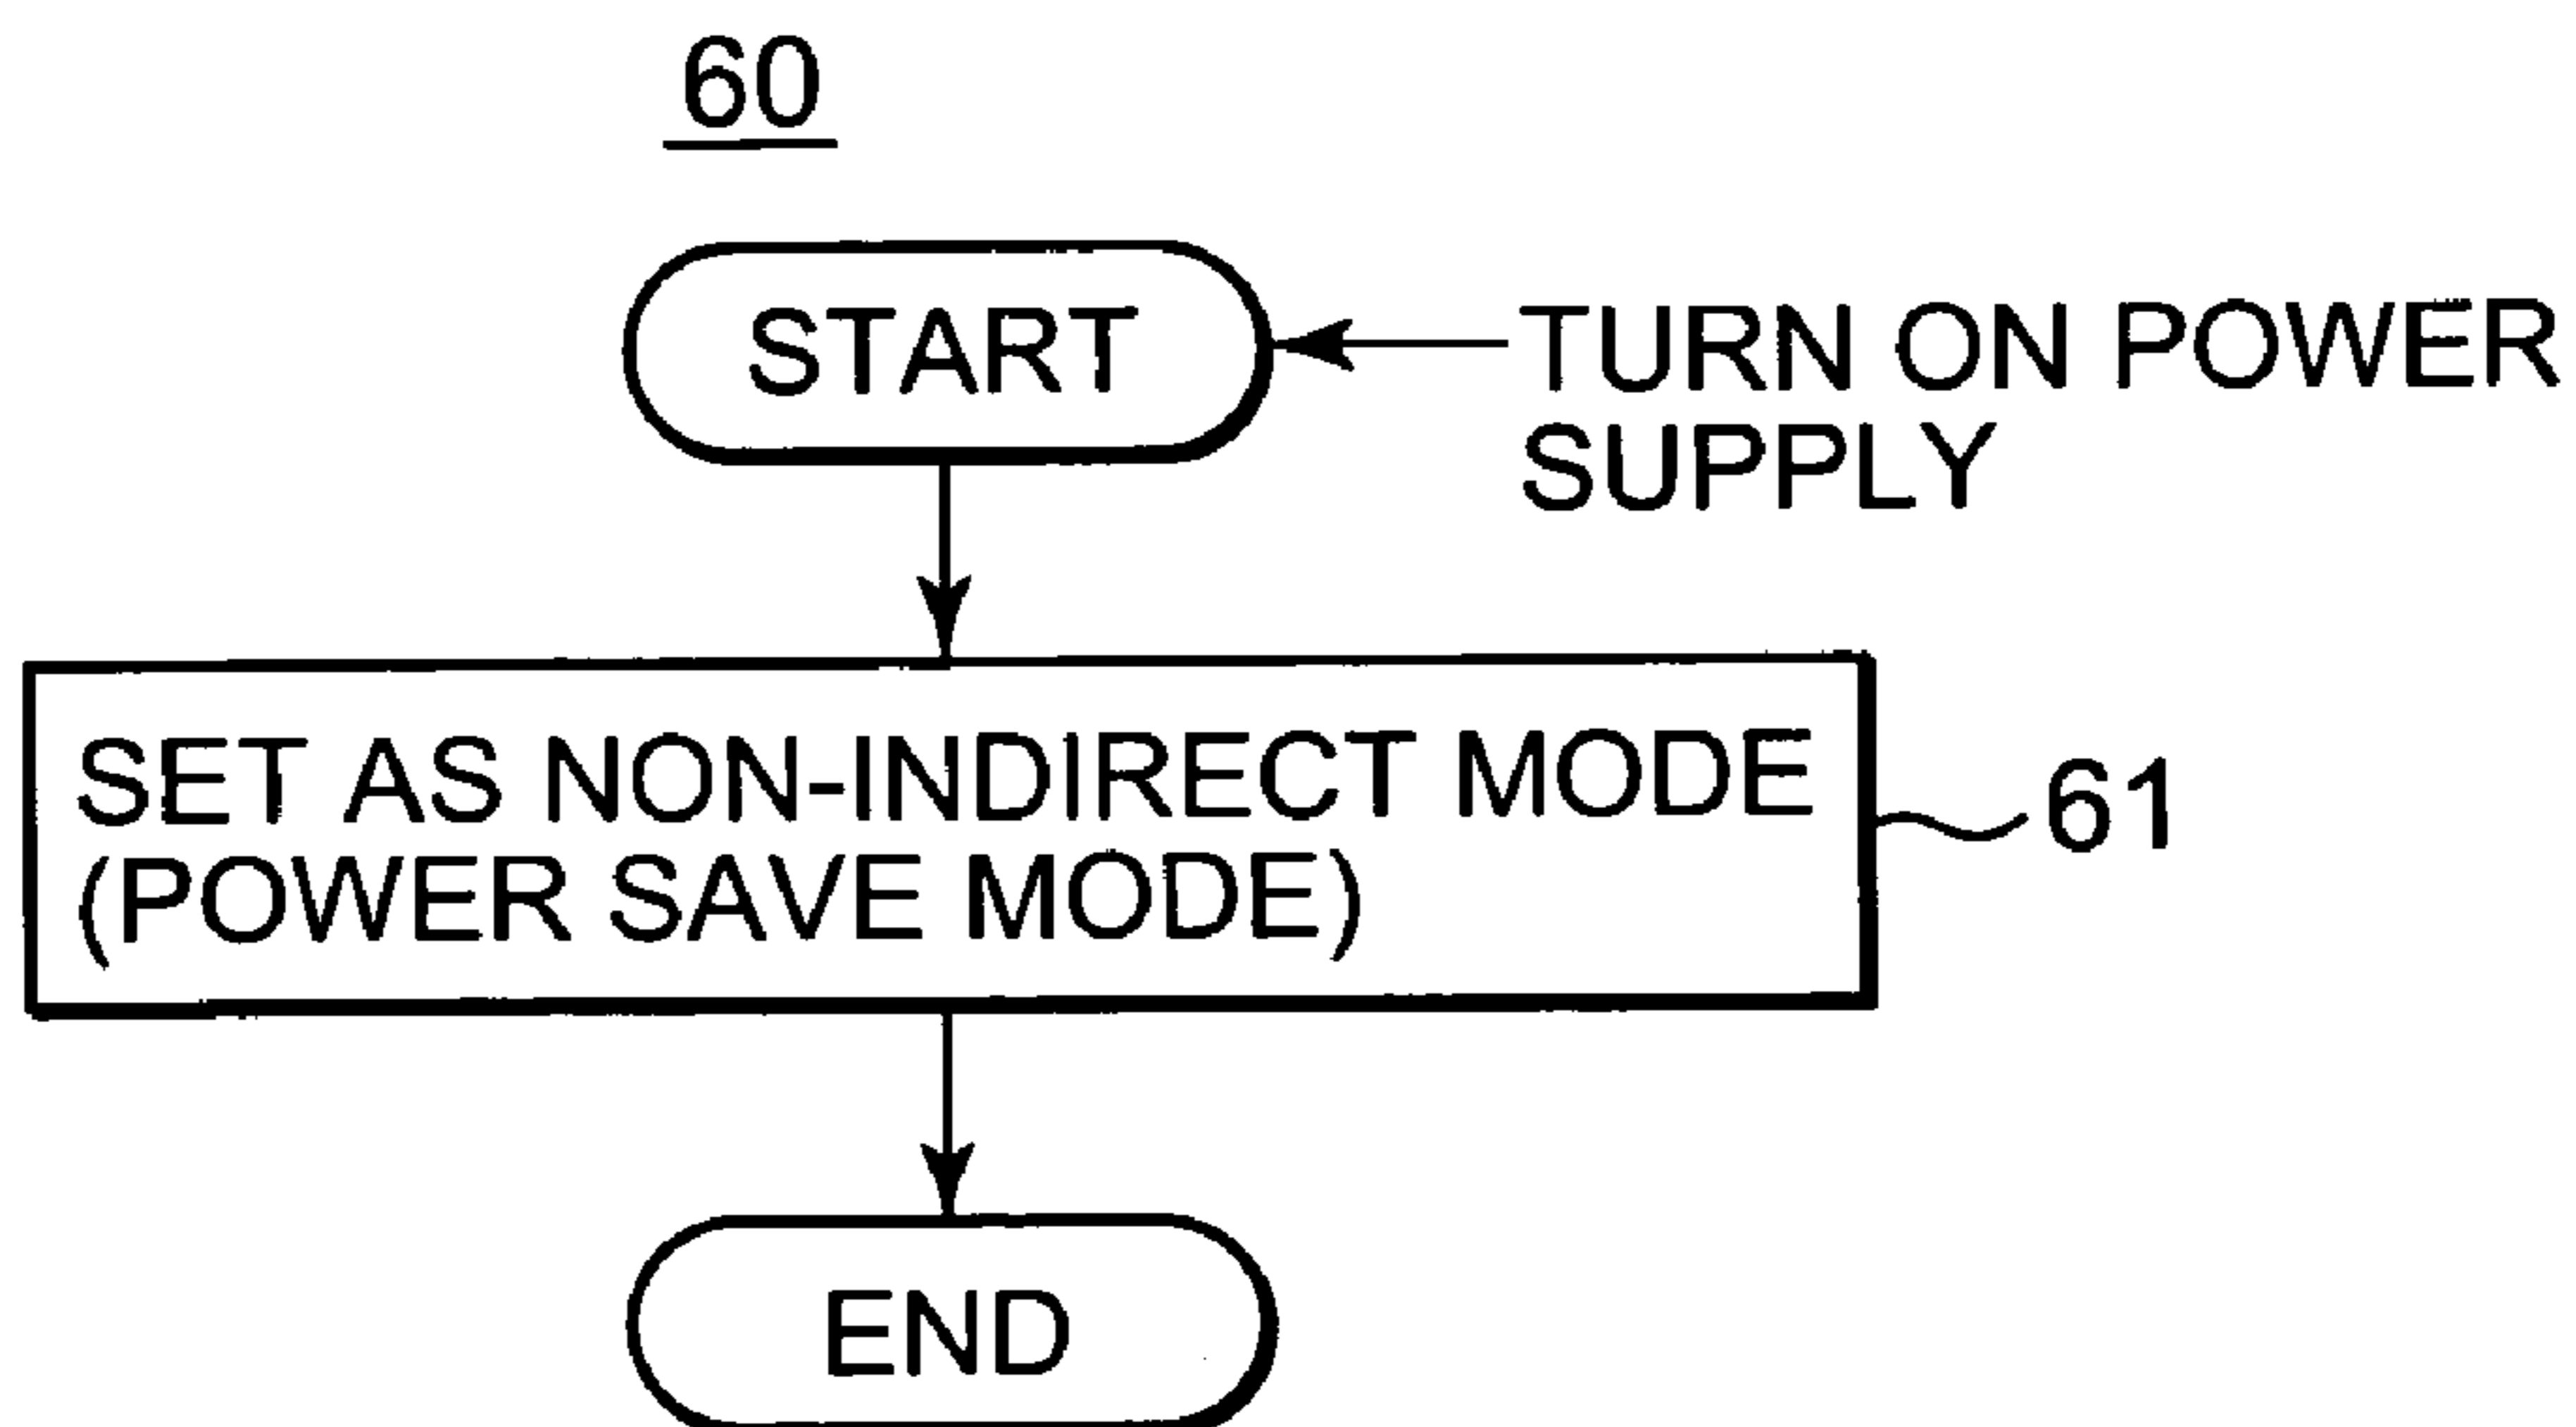 60
START
TURN ON POWER
SUPPLY
SET AS NON-INDIRECT MODE
(POWER SAVE MODE)
61
END